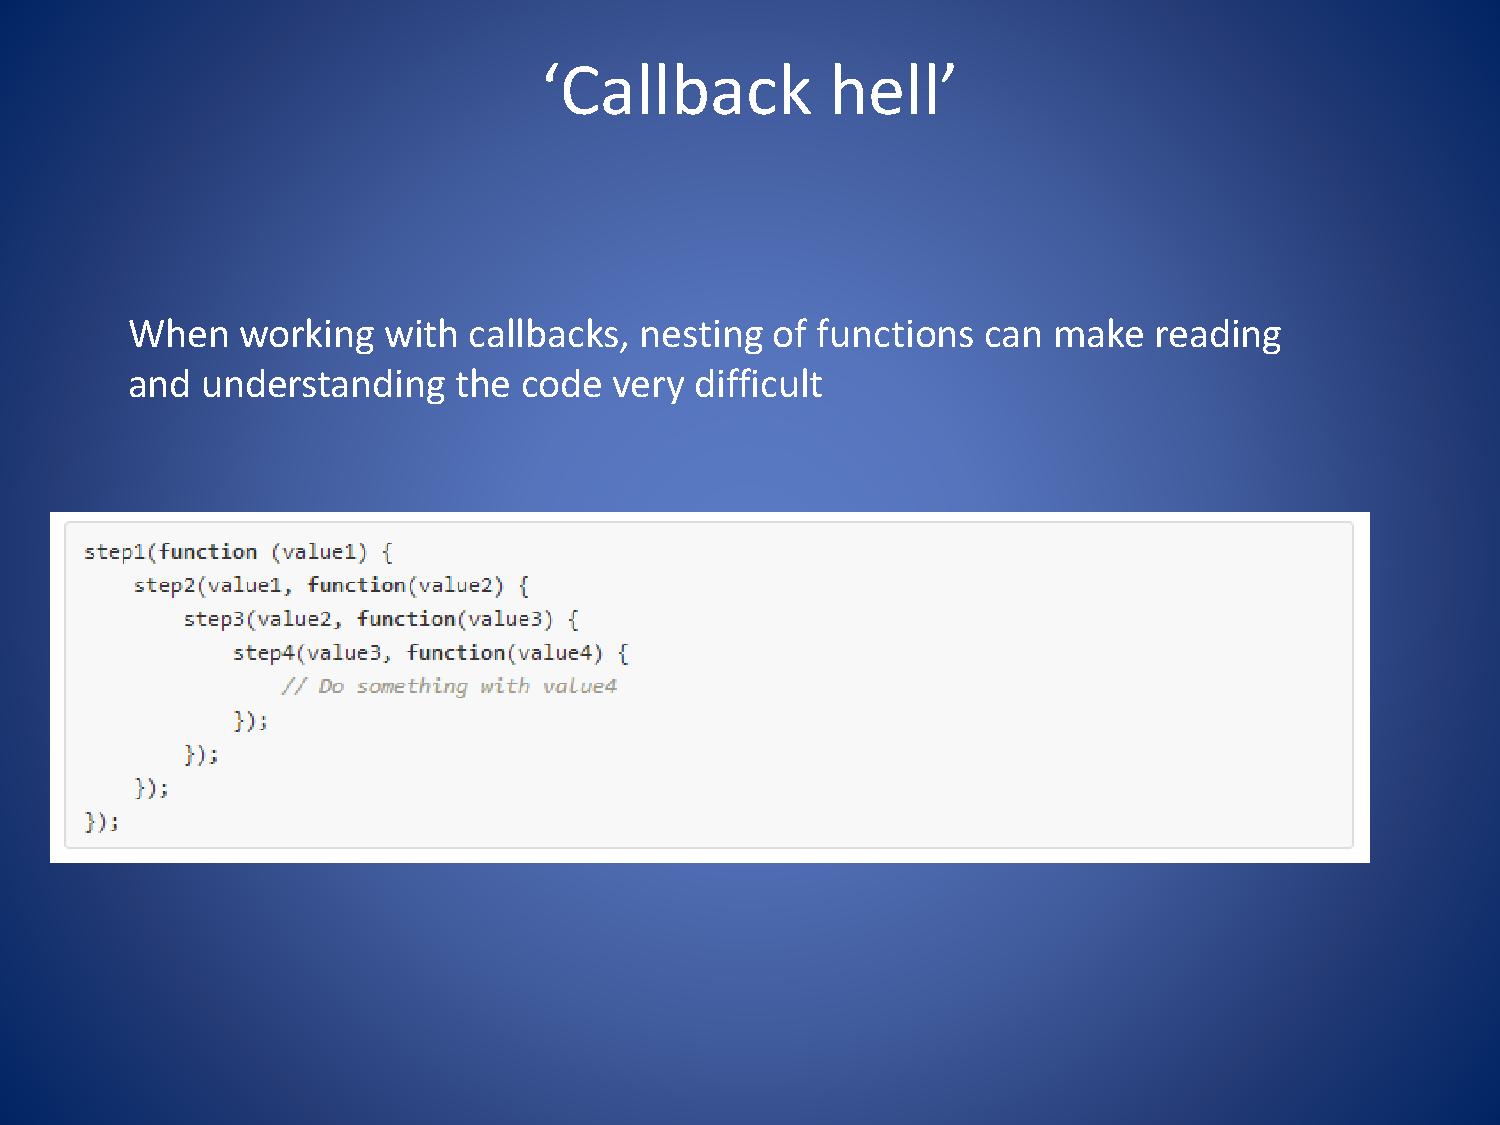 ‘Callback hell’
When working with callbacks, nesting of functions can make reading
and understanding the code very difficult
step1(function (value1) {
    step2(value1, function(value2) {
        step3(value2, function(value3) {
            step4(value3, function(value4) {
                // Do something with value4
            });
        });
    });
});